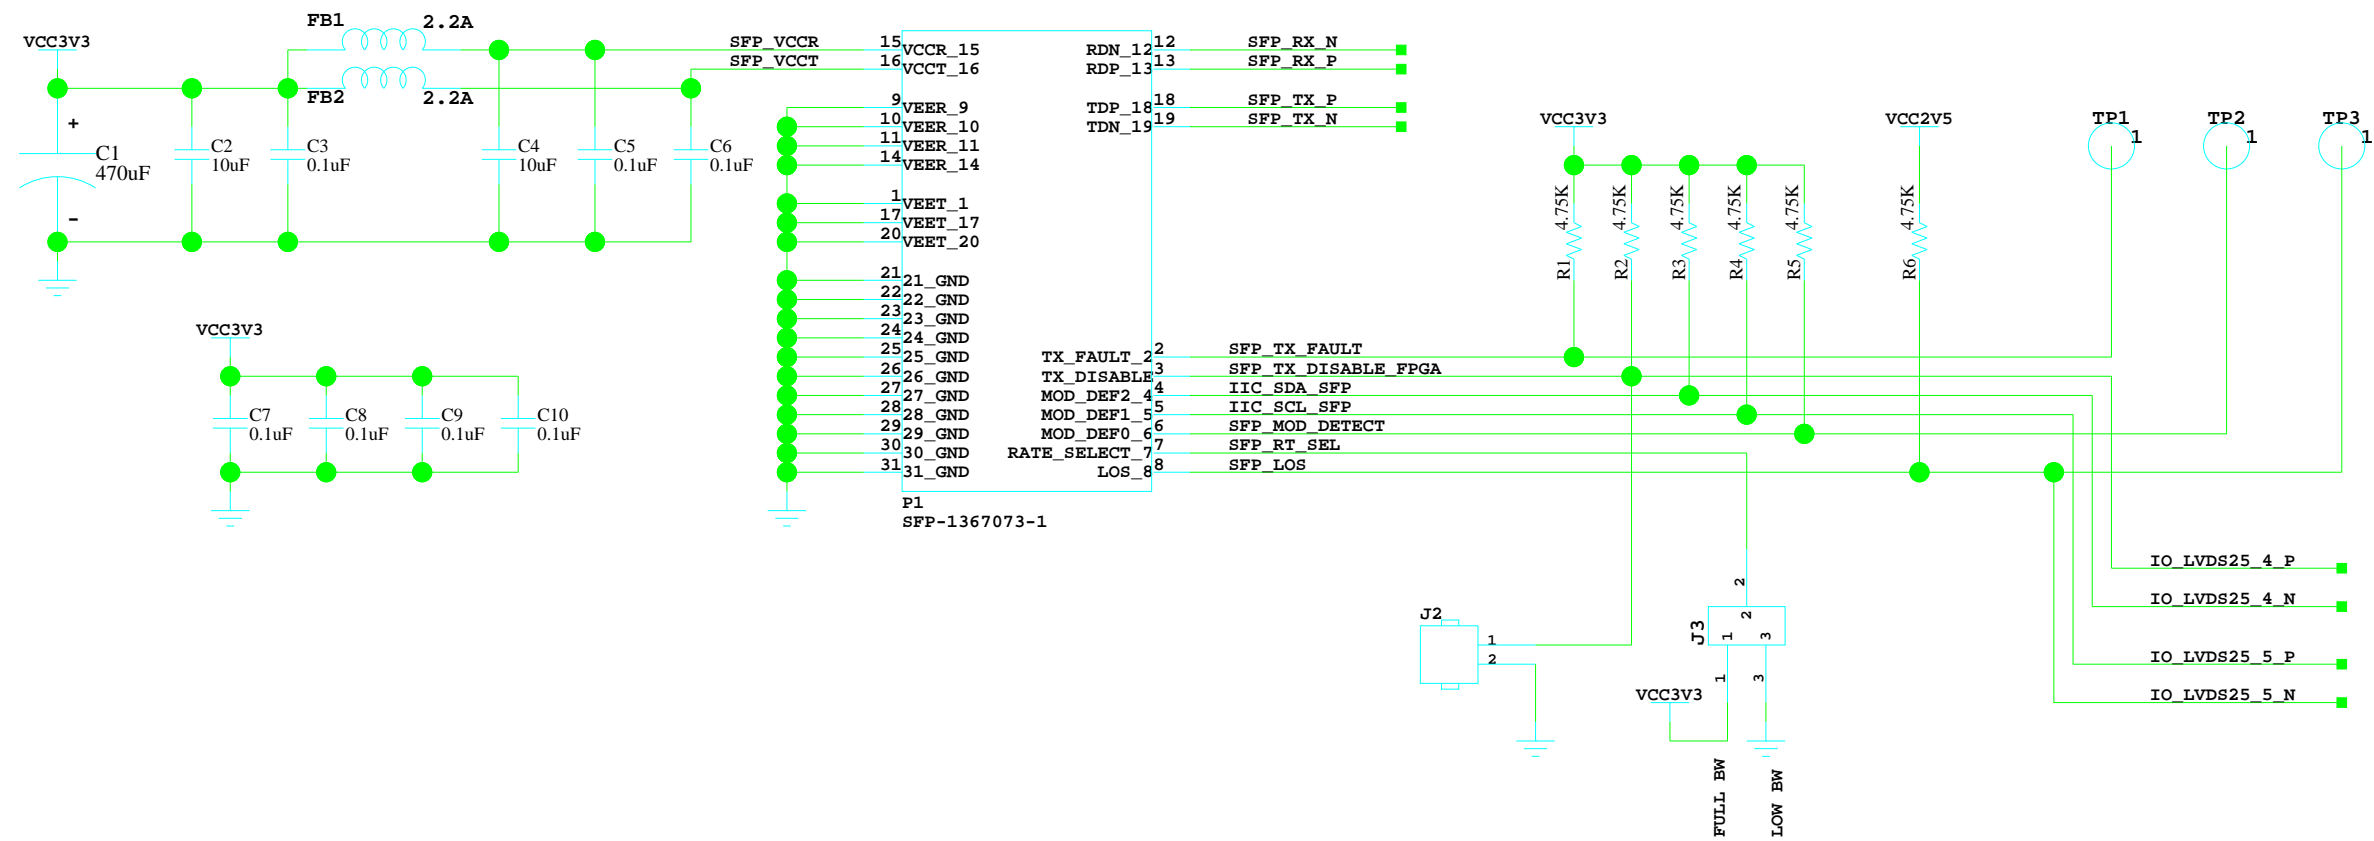 FB1 2.2A
VCC3V3
FB2 2.2A
+
-
C1
470uF
C2
10uF
C3
0.1uF
C4
10uF
C5
0.1uF
C6
0.1uF
SFP_VCCR
SFP_VCCT
15 VCCR_15
16 VCCT_16
9 VEER_9
10 VEER_10
11 VEER_11
14 VEER_14
1 VEET_1
17 VEET_17
20 VEET_20
21 21_GND
22 22_GND
23 23_GND
24 24_GND
25 25_GND
26 26_GND
27 27_GND
28 28_GND
29 29_GND
30 30_GND
31 31_GND
RDN_12 12 SFP_RX_N
RDP_13 13 SFP_RX_P
TDP_18 18 SFP_TX_P
TDN_19 19 SFP_TX_N
TX_FAULT_2 2 SFP_TX_FAULT
TX_DISABLE 3 SFP_TX_DISABLE_FPGA
MOD_DEF2_4 4 IIC_SDA_SFP
MOD_DEF1_5 5 IIC_SCL_SFP
MOD_DEF0_6 6 SFP_MOD_DETECT
RATE_SELECT_7 7 SFP_RT_SEL
LOS_8 8 SFP_LOS
P1
SFP-1367073-1
VCC3V3
C7
0.1uF
C8
0.1uF
C9
0.1uF
C10
0.1uF
VCC3V3
VCC2V5
R1 4.75K
R2 4.75K
R3 4.75K
R4 4.75K
R5 4.75K
R6 4.75K
TP1 1
TP2 1
TP3 1
IO_LVDS25_4_P
IO_LVDS25_4_N
IO_LVDS25_5_P
IO_LVDS25_5_N
J2
1
2
J3
2
2
1
3
1
3
VCC3V3
FULL BW
LOW BW